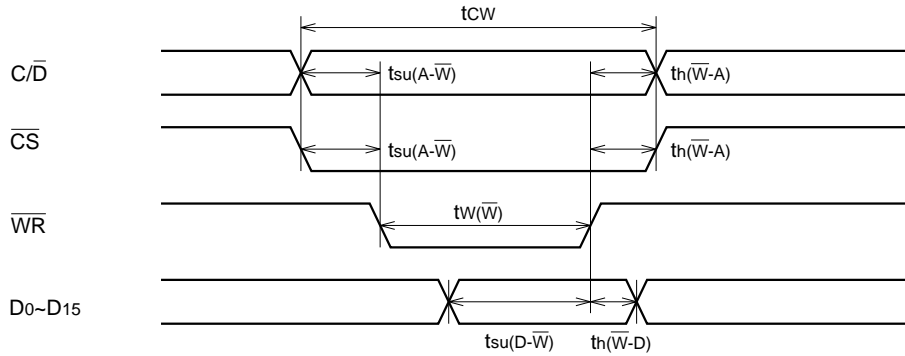 tCW
C/D̅ tsu(A-W̅) th(W̅-A)
C̅S̅ tsu(A-W̅) th(W̅-A)
W̅R̅ tW(W̅)
D0~D15
tsu(D-W̅) th(W̅-D)